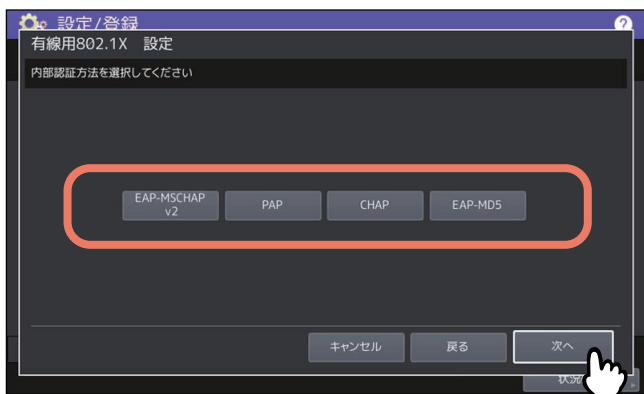 設定/登録
?
有線用802.1X 設定
内部認証方法を選択してください
EAP-MSCHAP
v2
PAP
CHAP
EAP-MD5
キャンセル
戻る
次へ
状況